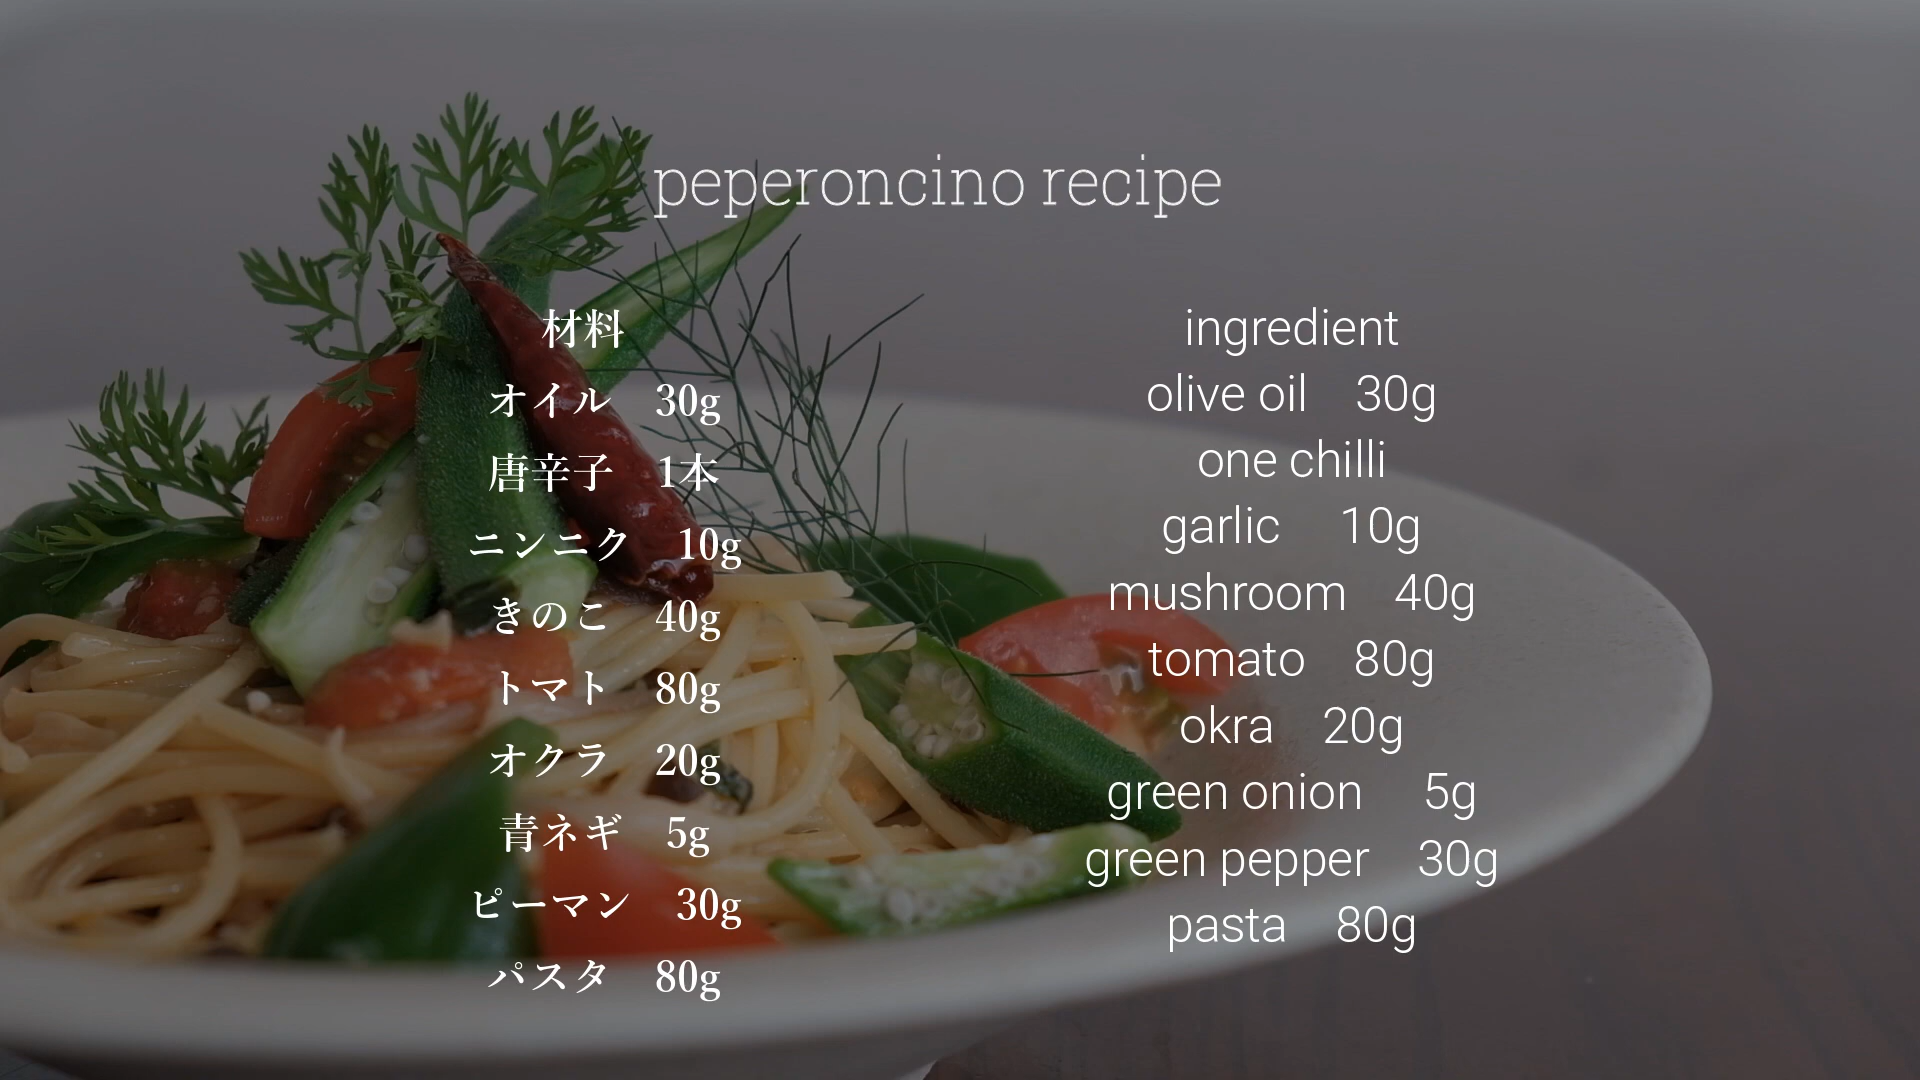 peperoncino recipe
材料
オイル　30g
唐辛子　1本
ニンニク　10g
きのこ　40g
トマト　80g
オクラ　20g
青ネギ　5g
ピーマン　30g
パスタ　80g
ingredient
olive oil　30g
one chilli
garlic　10g
mushroom　40g
tomato　80g
okra　20g
green onion　5g
green pepper　30g
pasta　80g